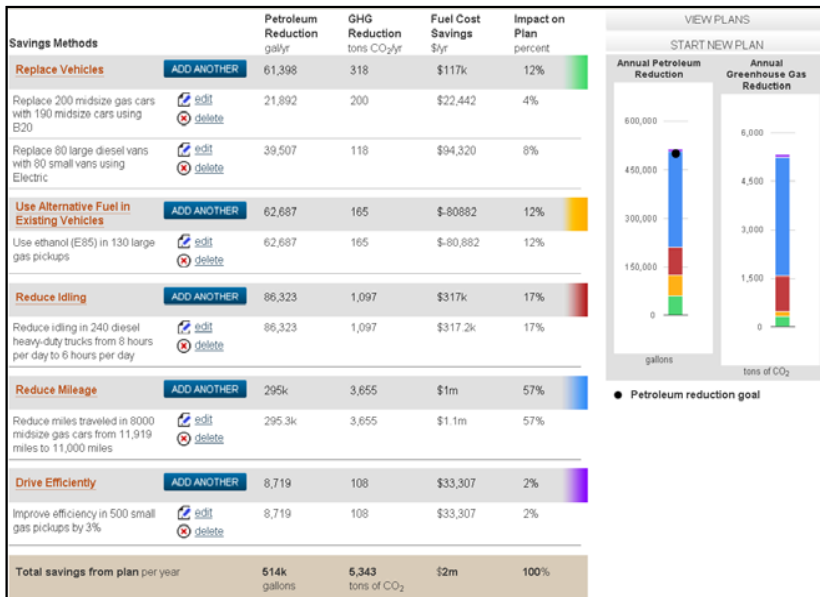 Savings Methods
Petroleum Reduction gal/yr
GHG Reduction tons CO₂/yr
Fuel Cost Savings $/yr
Impact on Plan percent
Replace Vehicles ADD ANOTHER 61,398 318 $117k 12%
Replace 200 midsize gas cars edit 21,892 200 $22,442 4%
with 190 midsize cars using delete
B20
Replace 80 large diesel vans edit 39,507 118 $94,320 8%
with 80 small vans using delete
Electric
Use Alternative Fuel in
Existing Vehicles ADD ANOTHER 62,687 165 $-80882 12%
Use ethanol (E85) in 130 large edit 62,687 165 $-80,882 12%
gas pickups delete
Reduce Idling ADD ANOTHER 86,323 1,097 $317k 17%
Reduce idling in 240 diesel edit 86,323 1,097 $317.2k 17%
heavy-duty trucks from 8 hours delete
per day to 6 hours per day
Reduce Mileage ADD ANOTHER 295k 3,655 $1m 57%
Reduce miles traveled in 8000 edit 295.3k 3,655 $1.1m 57%
midsize gas cars from 11,919 delete
miles to 11,000 miles
Drive Efficiently ADD ANOTHER 8,719 108 $33,307 2%
Improve efficiency in 500 small edit 8,719 108 $33,307 2%
gas pickups by 3% delete
Total savings from plan per year 514k 5,343 $2m 100%
gallons tons of CO₂
VIEW PLANS
START NEW PLAN
Annual Petroleum
Reduction
600,000
450,000
300,000
150,000
0
gallons
Annual
Greenhouse Gas
Reduction
6,000
4,500
3,000
1,500
0
tons of CO₂
Petroleum reduction goal